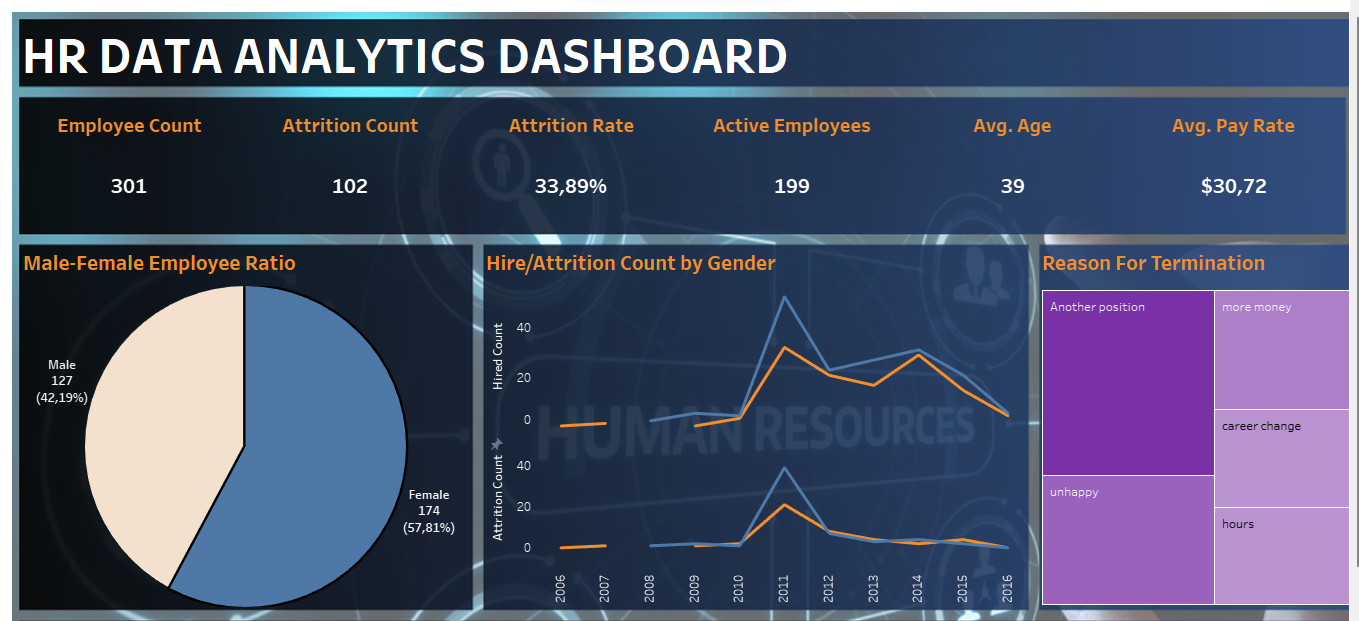 HR DATA ANALYTICS DASHBOARD
Employee Count
Attrition Count
Attrition Rate
Active Employees
Avg. Age
Avg. Pay Rate
301
102
33,89%
199
39
$30,72
Male-Female Employee Ratio
Male
127
(42,19%)
Female
174
(57,81%)
Hire/Attrition Count by Gender
Hired Count
40
20
0
Attrition Count
40
20
0
2006
2007
2008
2009
2010
2011
2012
2013
2014
2015
2016
HUMAN RESOURCES
Reason For Termination
Another position
unhappy
more money
career change
hours